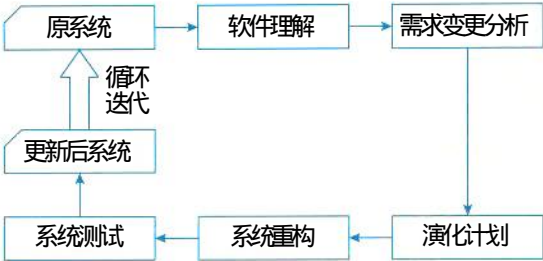 原系统
软件理解
需求变更分析
循环
迭代
更新后系统
系统测试
系统重构
演化计划